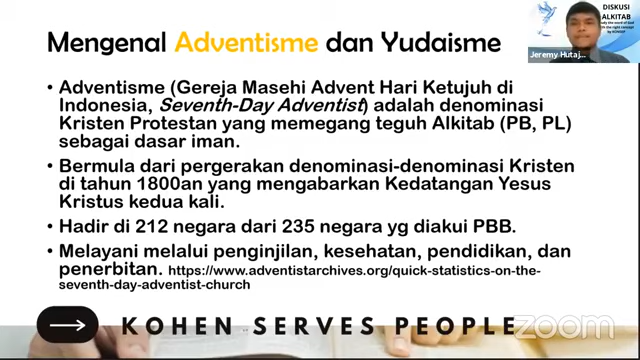 Mengenal Adventisme dan Yudaisme
DISKUSI
ALKITAB
Jeremy Hutaj...
• Adventisme (Gereja Masehi Advent Hari Ketujuh di
Indonesia, Seventh-Day Adventist) adalah denominasi
Kristen Protestan yang memegang teguh Alkitab (PB, PL)
sebagai dasar iman.
• Bermula dari pergerakan denominasi-denominasi Kristen
di tahun 1800an yang mengabarkan Kedatangan Yesus
Kristus kedua kali.
• Hadir di 212 negara dari 235 negara yg diakui PBB.
• Melayani melalui penginjilan, kesehatan, pendidikan, dan
penerbitan. https://www.adventistarchives.org/quick-statistics-on-the-
seventh-day-adventist-church
KOHEN SERVES PEOPLE
zoom